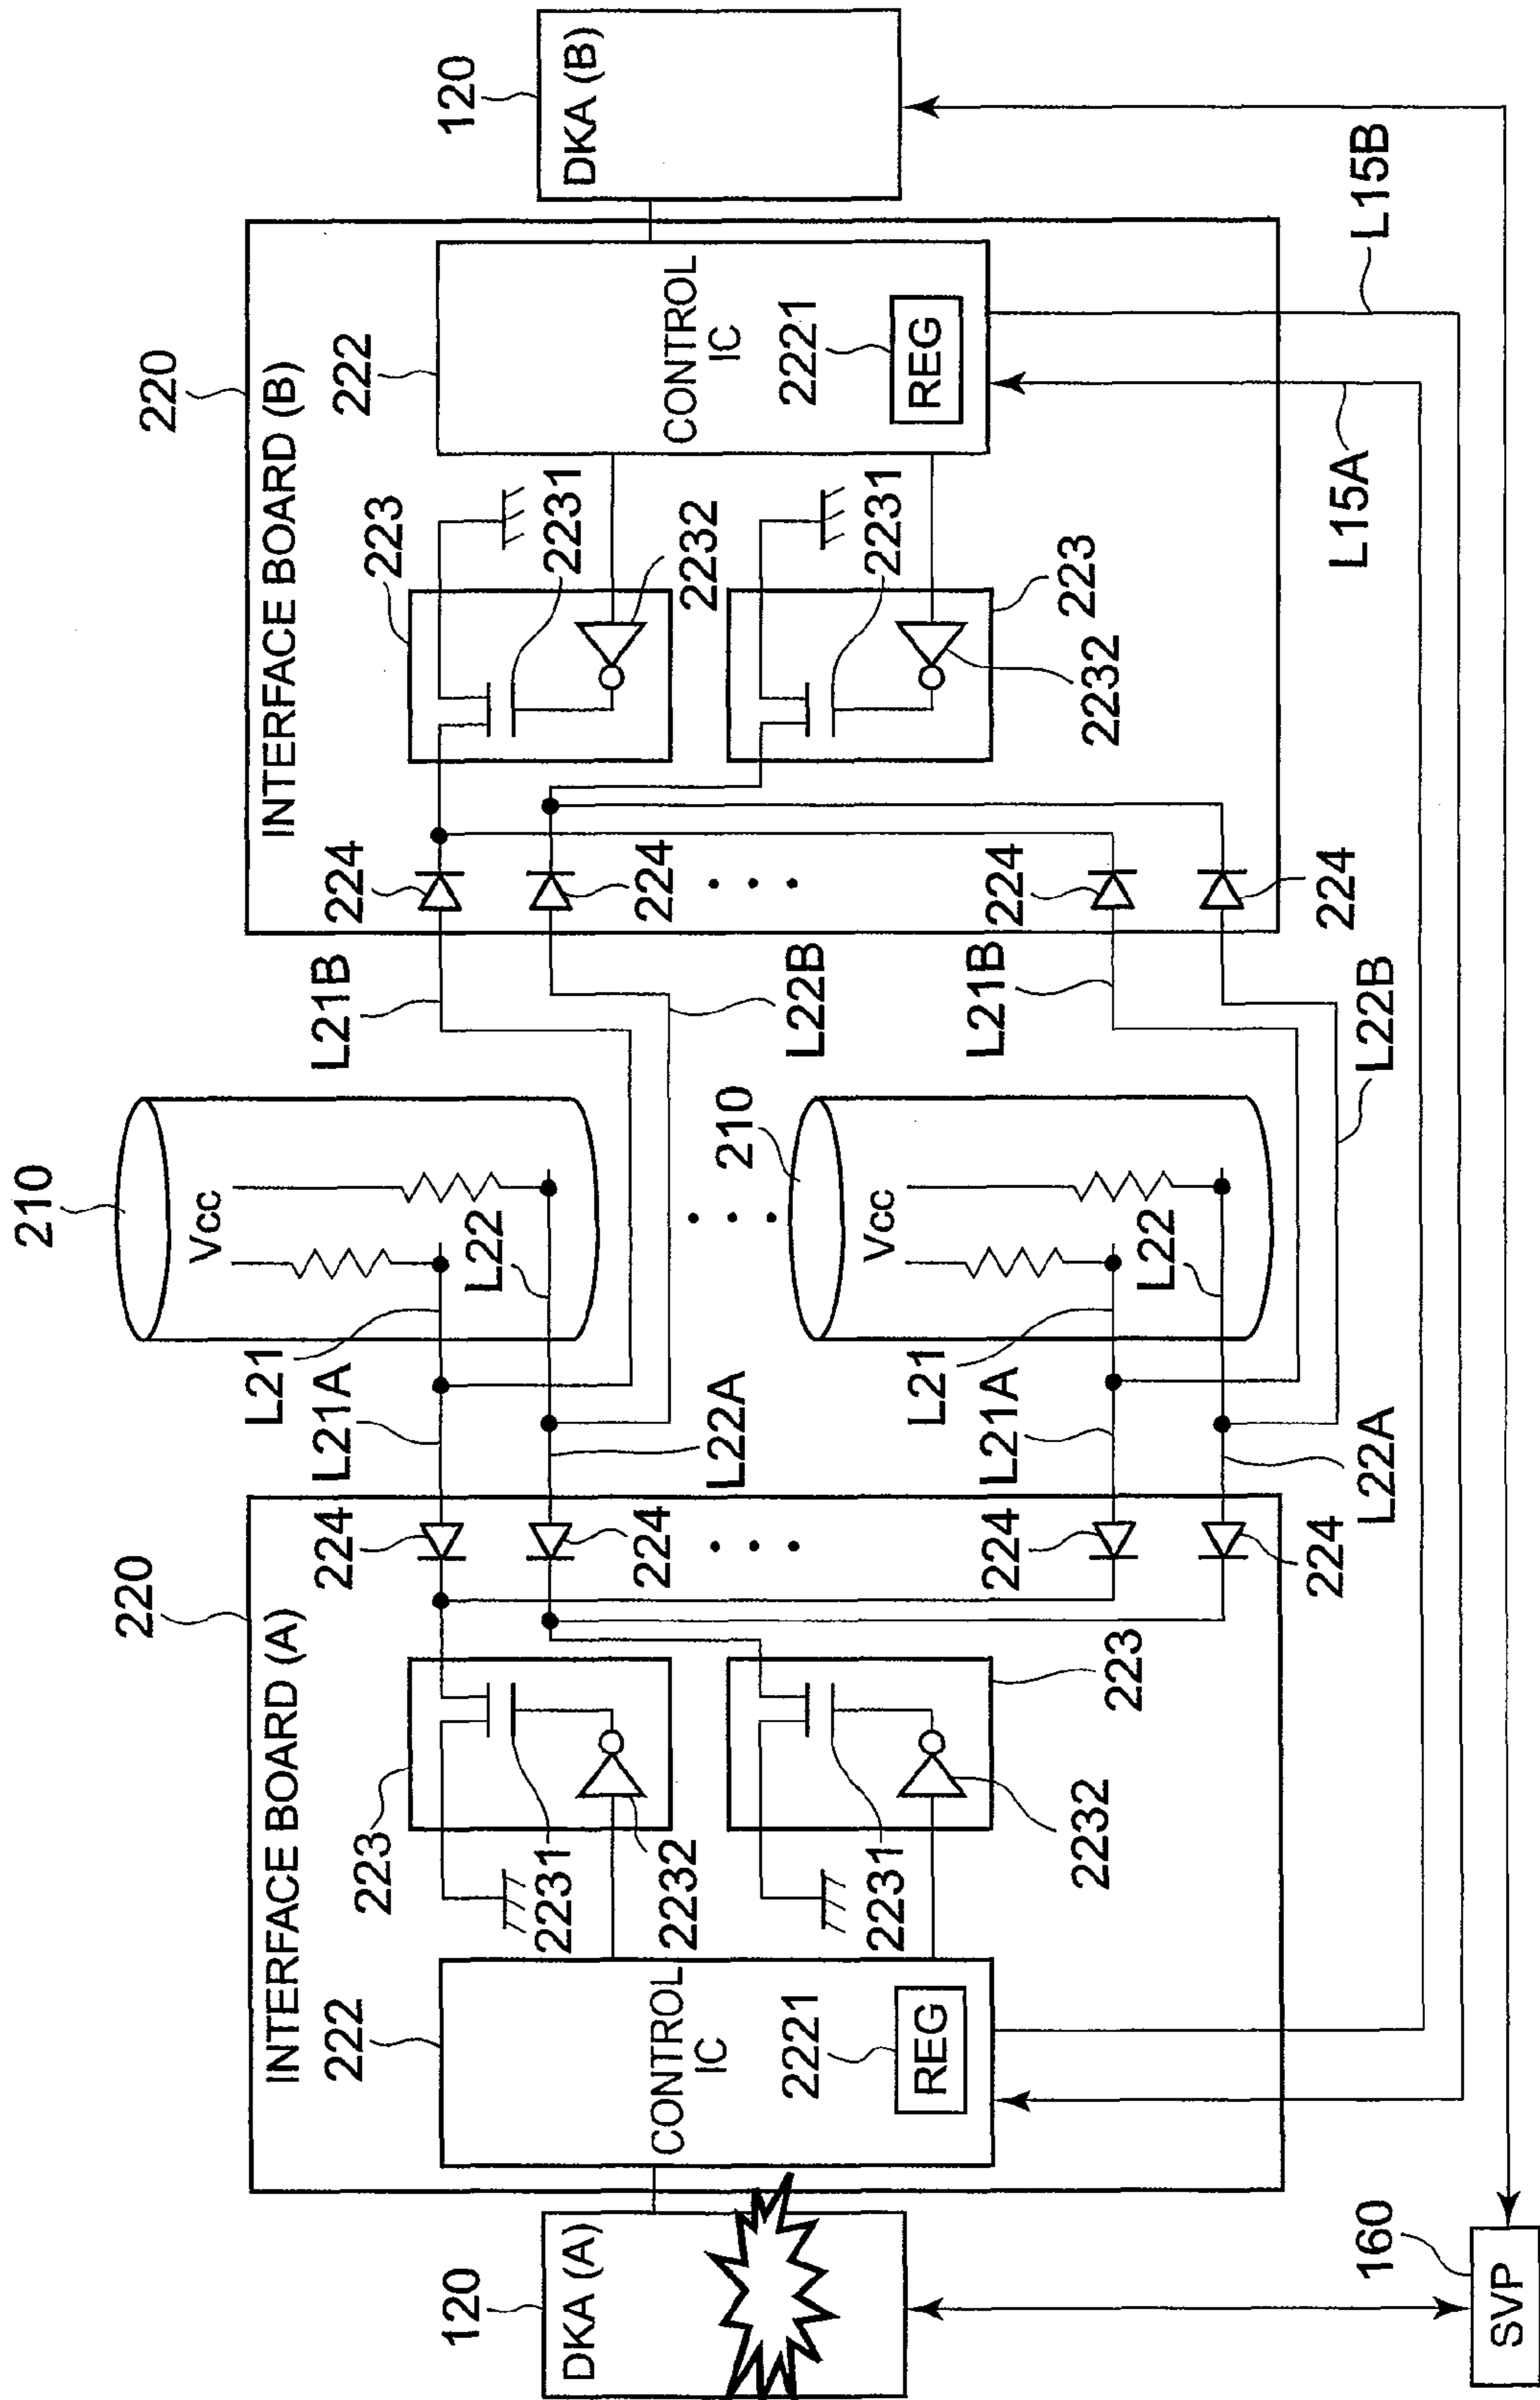 210
210
Vcc
Vcc
L21
L22
L21
L22
L21A
L22A
L21A
L22A
L21B
L22B
L21B
L22B
220
INTERFACE BOARD (A)
224
224
224
224
223
2231
2232
223
2231
2232
222
CONTROL
IC
2221
REG
120
DKA (A)
220
INTERFACE BOARD (B)
224
224
224
224
223
2231
2232
223
2231
2232
222
CONTROL
IC
2221
REG
120
DKA (B)
L15A
L15B
160
SVP